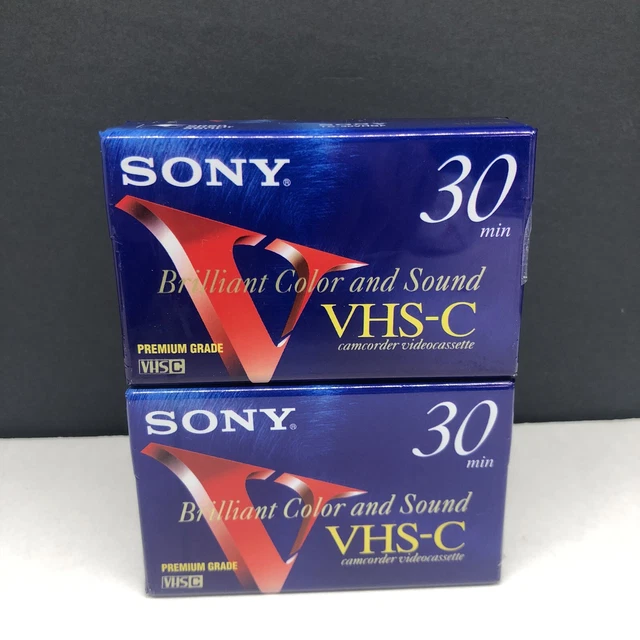 SONY®
30
min
Brilliant Color and Sound
VHS-C
camcorder videocassette
PREMIUM GRADE
VHS C
SONY®
30
min
Brilliant Color and Sound
VHS-C
camcorder videocassette
PREMIUM GRADE
VHS C